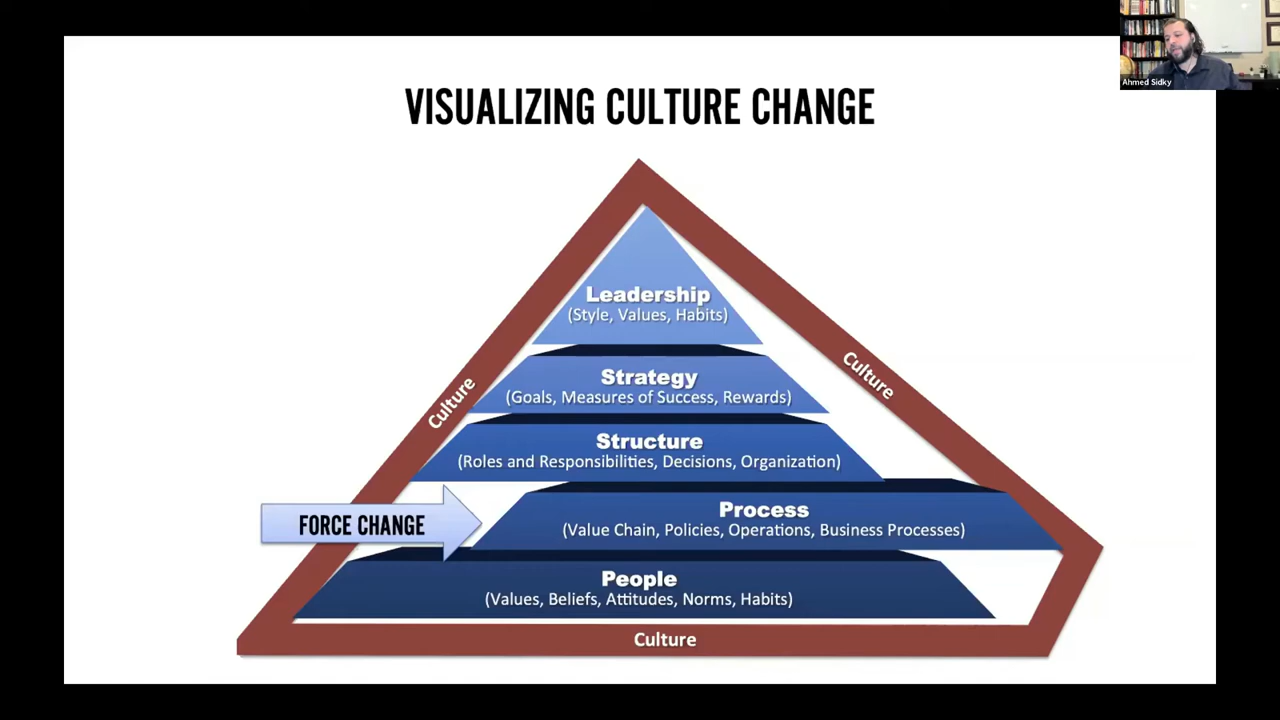 Ahmed Sidky
VISUALIZING CULTURE CHANGE
Leadership
(Style, Values, Habits)
Culture
Culture
Strategy
(Goals, Measures of Success, Rewards)
Structure
(Roles and Responsibilities, Decisions, Organization)
FORCE CHANGE
Process
(Value Chain, Policies, Operations, Business Processes)
People
(Values, Beliefs, Attitudes, Norms, Habits)
Culture